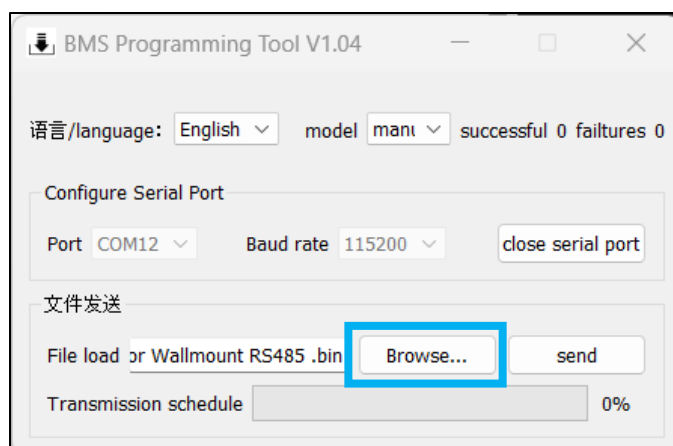 BMS Programming Tool V1.04
语言/language: English model manu successful 0 failtures 0
Configure Serial Port
Port COM12 Baud rate 115200 close serial port
文件发送
File load or Wallmount RS485 .bin Browse... send
Transmission schedule 0%